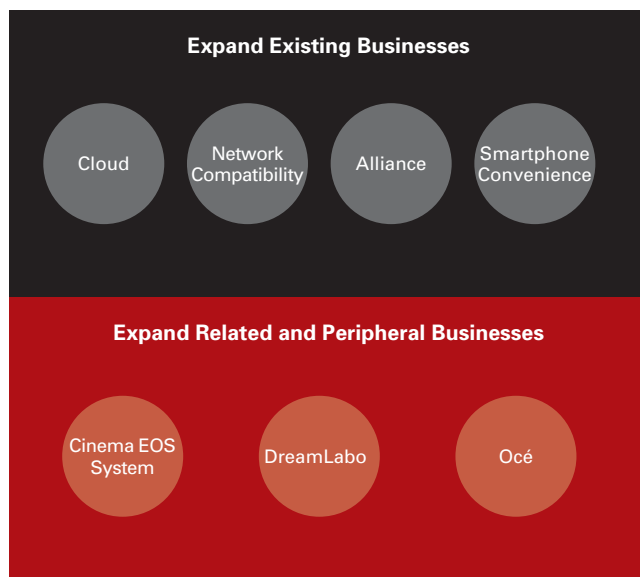 Expand Existing Businesses
Cloud
Network
Compatibility
Alliance
Smartphone
Convenience
Expand Related and Peripheral Businesses
Cinema EOS
System
DreamLabo
Océ